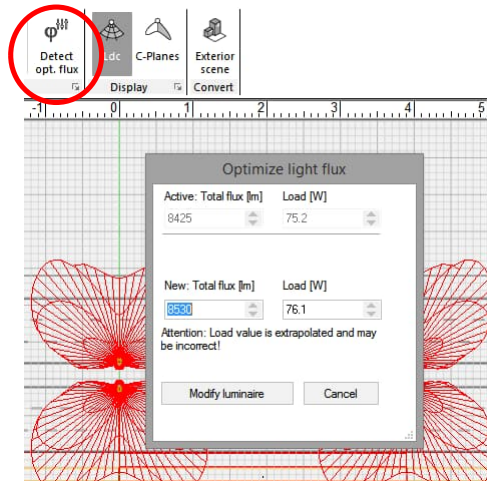 φ
Detect
opt. flux
Ldc
C-Planes
Exterior
scene
Display
Convert
-1 0 1 2 3 4 5
Optimize light flux
Active: Total flux [lm] Load [W]
8425 75.2
New: Total flux [lm] Load [W]
8530 76.1
Attention: Load value is extrapolated and may
be incorrect!
Modify luminaire Cancel